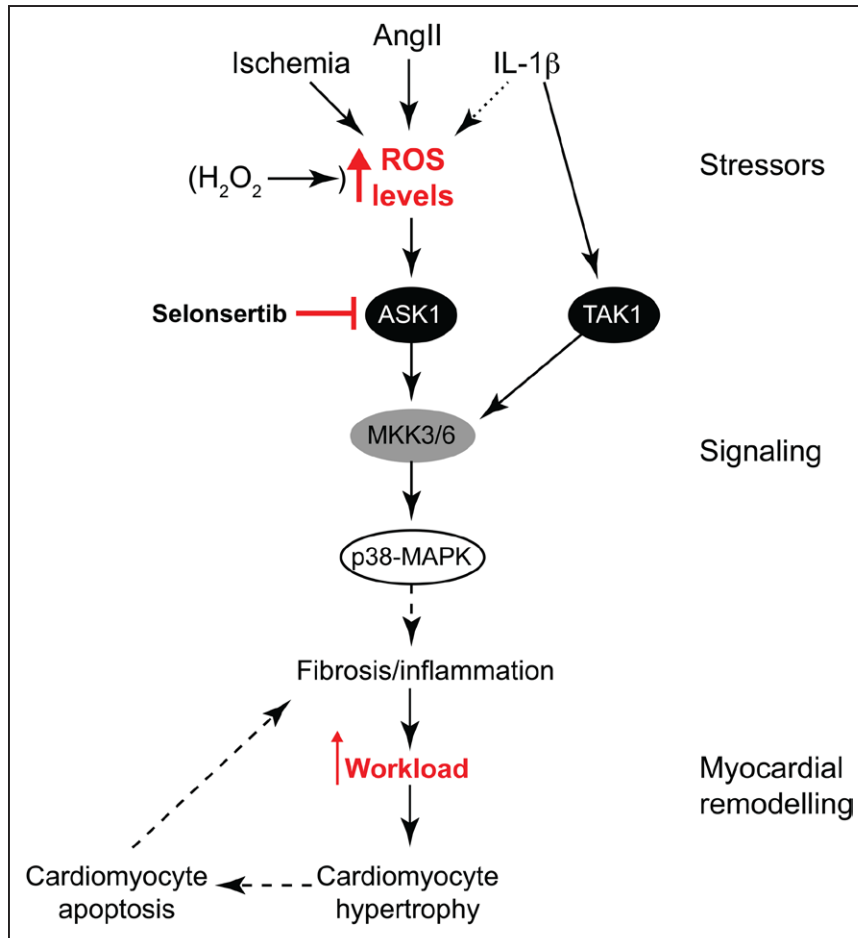 AngII
Ischemia
IL-1β
ROS
levels
(H₂O₂ )
Stressors
Selonsertib
ASK1
TAK1
MKK3/6
Signaling
p38-MAPK
Fibrosis/inflammation
Workload
Myocardial
remodelling
Cardiomyocyte
apoptosis
Cardiomyocyte
hypertrophy